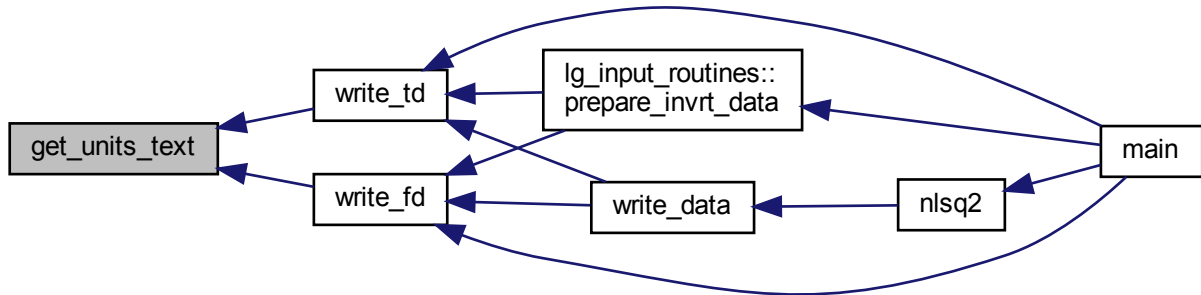 get_units_text
write_td
write_fd
lg_input_routines::
prepare_invrt_data
write_data
nlsq2
main